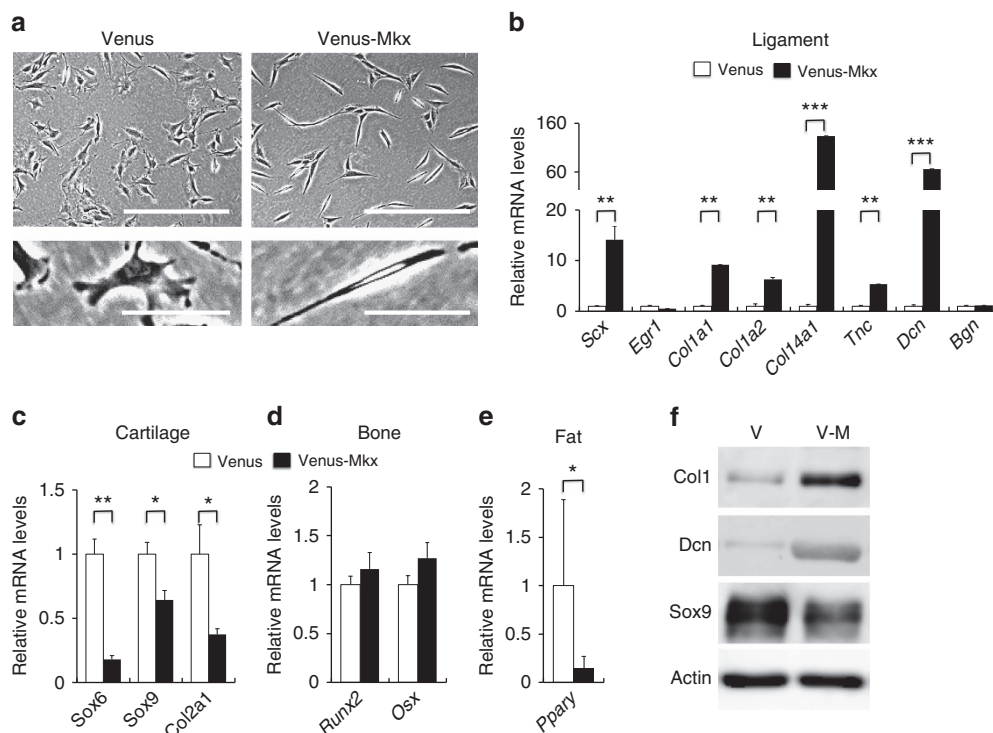 a
Venus
Venus-Mkx
b
Ligament
Venus
Venus-Mkx
Relative mRNA levels
160
60
20
10
0
**
**
**
***
**
***
Scx
Egr1
Col1a1
Col1a2
Col14a1
Tnc
Dcn
Bgn
c
Cartilage
d
Bone
Venus
Venus-Mkx
Relative mRNA levels
1.5
1
0.5
0
**
*
*
Sox6
Sox9
Col2a1
Relative mRNA levels
2
1.5
1
0.5
0
Runx2
Osx
e
Fat
Relative mRNA levels
2
1.5
1
0.5
0
*
Pparγ
f
V
V-M
Col1
Dcn
Sox9
Actin